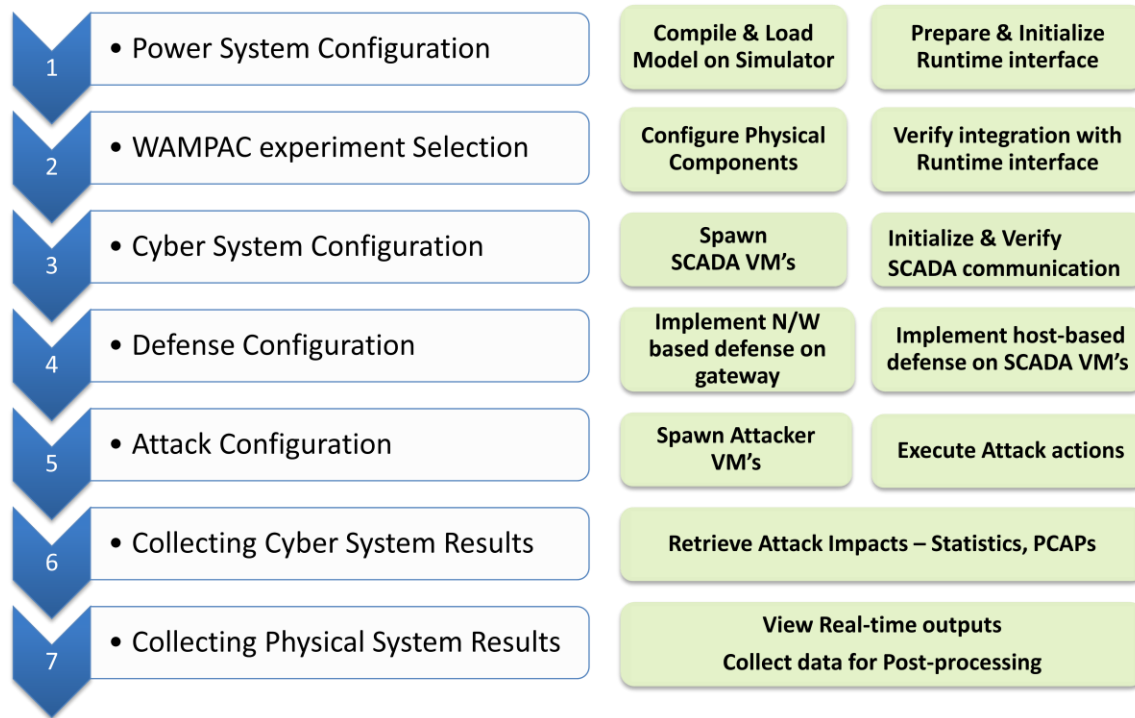 1
• Power System Configuration
Compile & Load
Model on Simulator
Prepare & Initialize
Runtime interface
2
• WAMPAC experiment Selection
Configure Physical
Components
Verify integration with
Runtime interface
3
• Cyber System Configuration
Spawn
SCADA VM's
Initialize & Verify
SCADA communication
4
• Defense Configuration
Implement N/W
based defense on
gateway
Implement host-based
defense on SCADA VM's
5
• Attack Configuration
Spawn Attacker
VM's
Execute Attack actions
6
• Collecting Cyber System Results
Retrieve Attack Impacts – Statistics, PCAPs
7
• Collecting Physical System Results
View Real-time outputs
Collect data for Post-processing